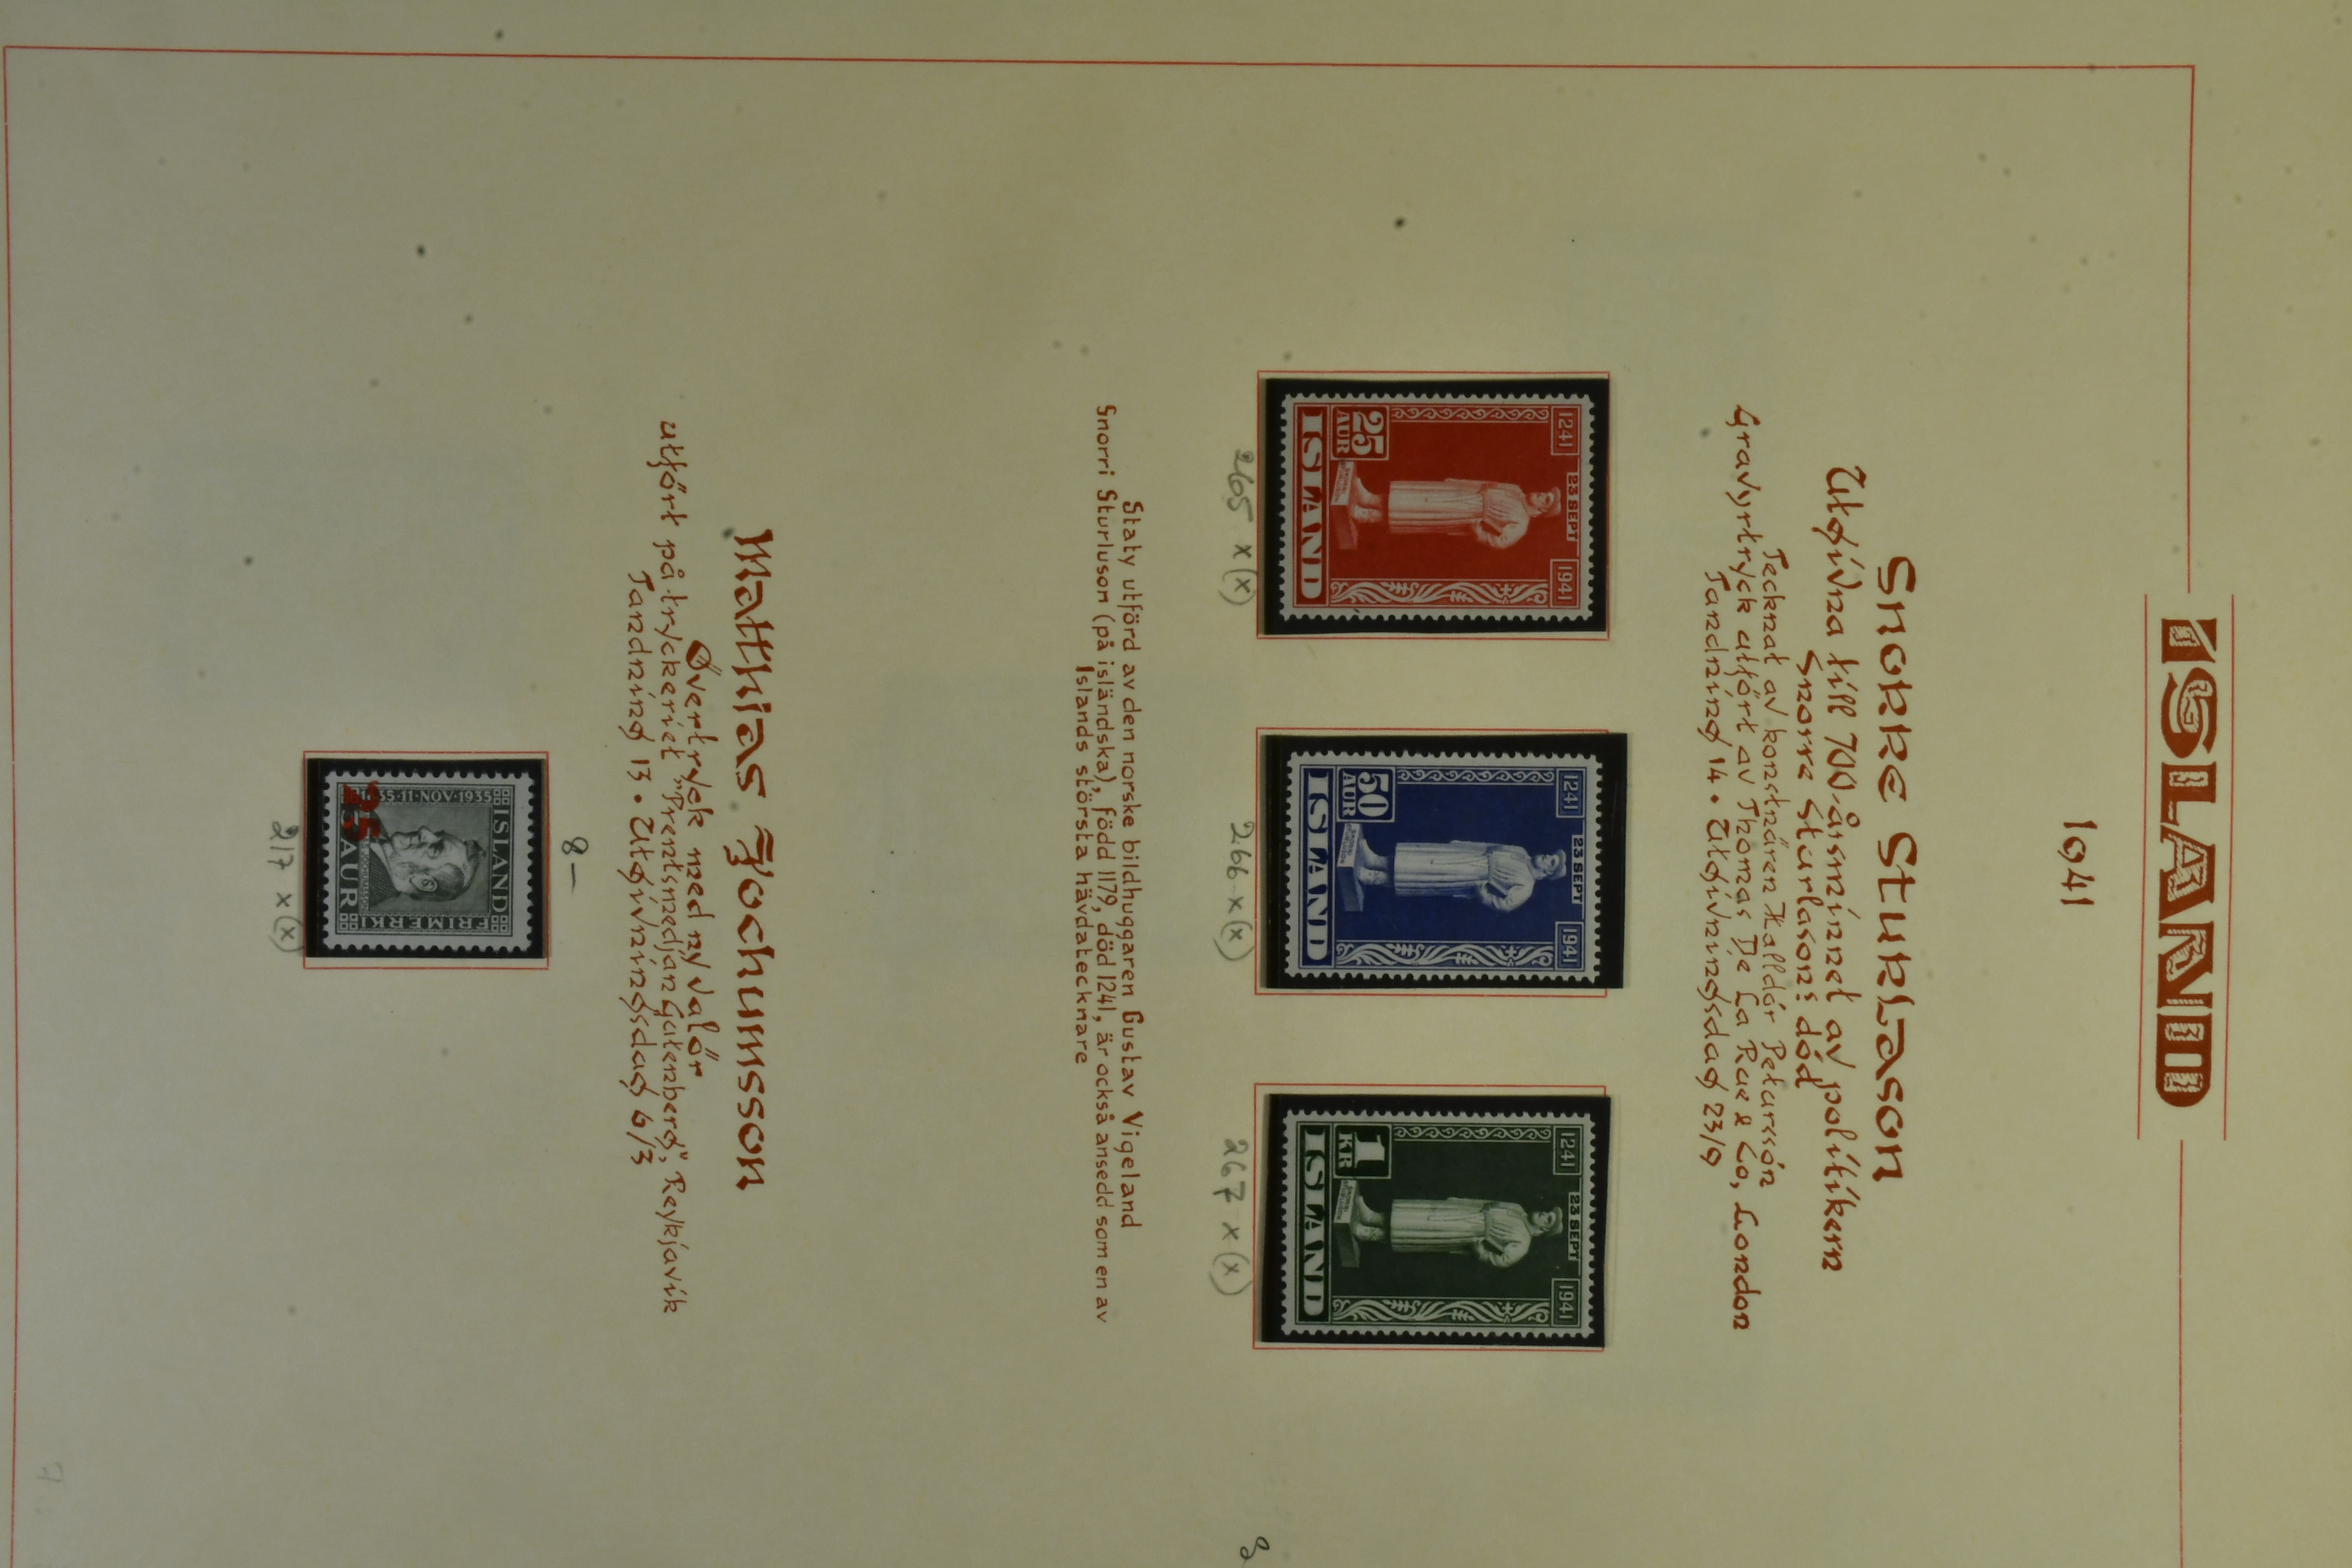 ISLAND
1941
Snorre Sturlason
Utgivna till 700-årsminnet av politikern
Snorre Sturlasons död
Tecknat av konstnären Halldór Petursson
Gravyrtryck utfört av Thomas De La Rue & Co, London
Tandning 14 • Utgivningsdag 23/9
1241 23 SEPT 1941
25
AUR
ISLAND
1241 23 SEPT 1941
50
AUR
ISLAND
1241 23 SEPT 1941
1
KR
ISLAND
265 x (x)
266 x (x)
267 x (x)
Staty utförd av den norske bildhuggaren Gustav Vigeland
Snorri Sturluson (på isländska), född 1179, död 1241, är också ansedd som en av
Islands största hävdatecknare
Matthias Jochumsson
Övertryck med ny valör
utfört på tryckeriet "Prentsmedjan Gutenberg", Reykjavik
Tandning 13 • Utgivningsdag 6/3
8—
ISLAND
FRIMERKI
1835·11·NOV·1935
25
AUR
217 x (x)